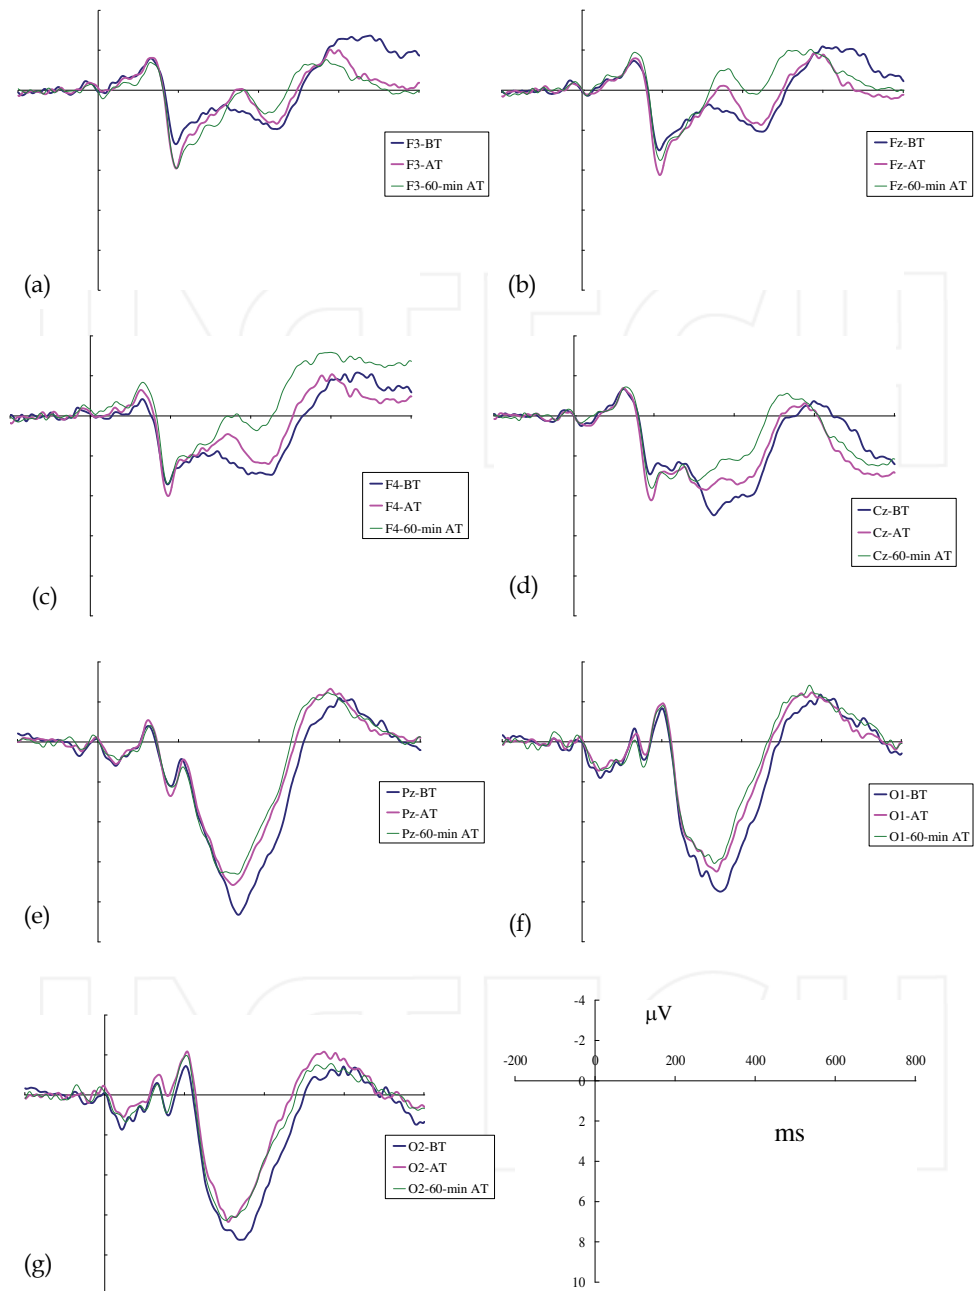 F3-BT
F3-AT
F3-60-min AT
(a)
Fz-BT
Fz-AT
Fz-60-min AT
(b)
F4-BT
F4-AT
F4-60-min AT
(c)
Cz-BT
Cz-AT
Cz-60-min AT
(d)
Pz-BT
Pz-AT
Pz-60-min AT
(e)
O1-BT
O1-AT
O1-60-min AT
(f)
O2-BT
O2-AT
O2-60-min AT
(g)
-4
μV
-2
-200 0 0 200 400 600 800
2
ms
4
6
8
10